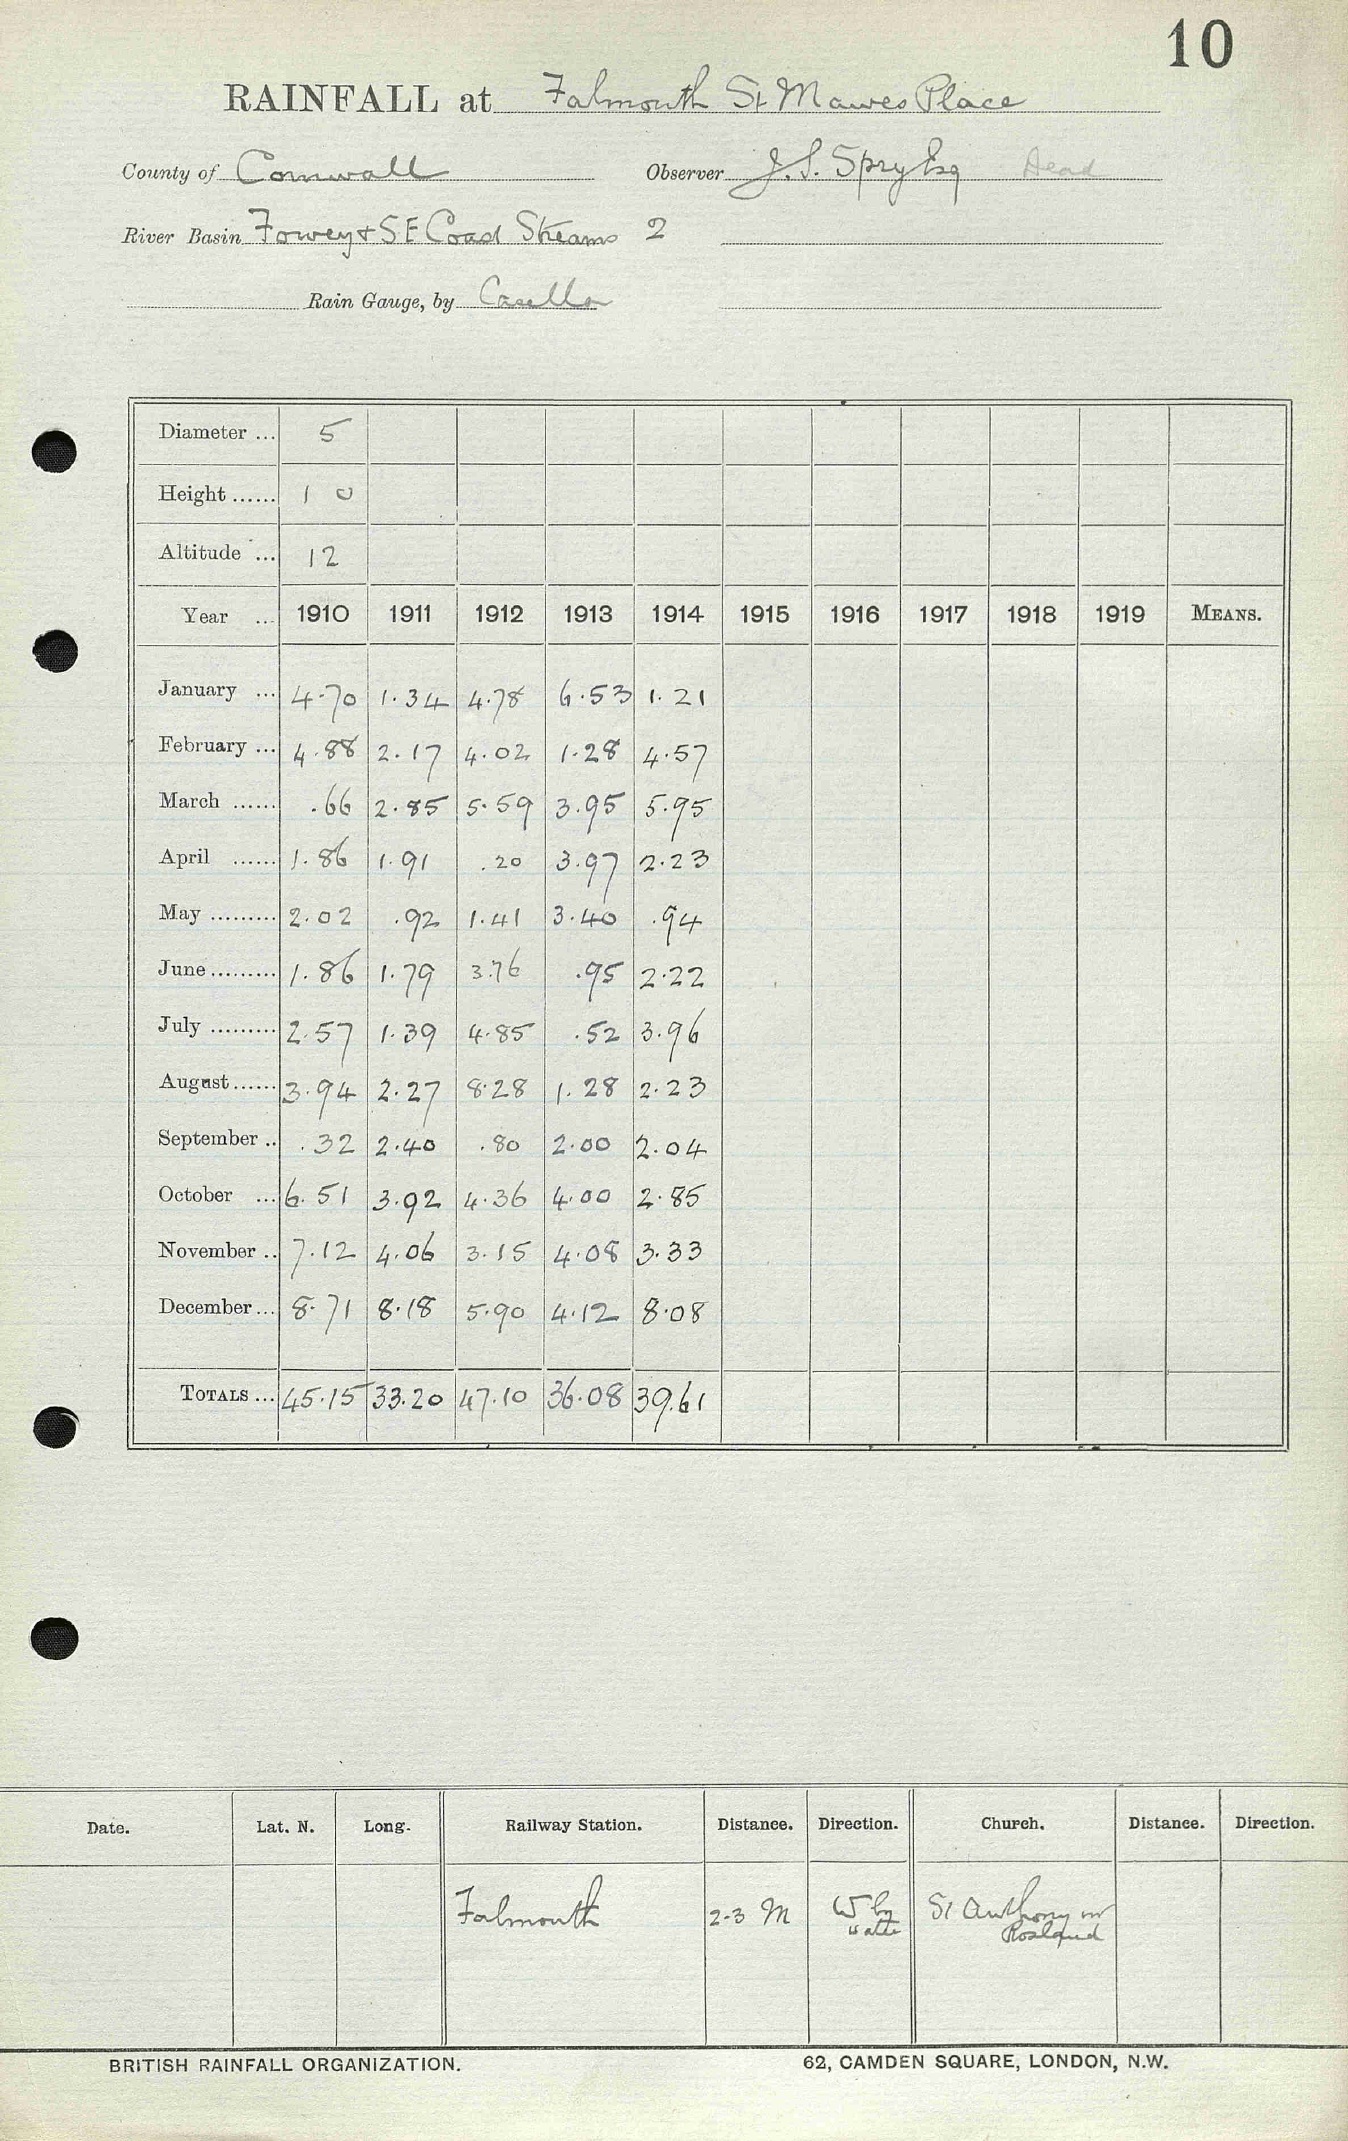 10
RAINFALL at Falmouth St Mawes Place
County of Cornwall Observer J. S. Spry Esq Dead
River Basin Fowey & SE Coast Streams 2
Rain Gauge, by Casella
Diameter ... 5
Height ...... 1 0
Altitude ... 12
Year ... 1910 1911 1912 1913 1914 1915 1916 1917 1918 1919 MEANS.
January ... 4.70 1.34 4.78 6.53 1.21
February ... 4.88 2.17 4.02 1.28 4.57
March ...... .66 2.85 5.59 3.95 5.95
April ...... 1.86 1.91 .20 3.97 2.23
May ......... 2.02 .92 1.41 3.40 .94
June ......... 1.86 1.79 3.76 .95 2.22
July ......... 2.57 1.39 4.85 .52 3.96
August ...... 3.94 2.27 8.28 1.28 2.23
September .. .32 2.40 .80 2.00 2.04
October ... 6.51 3.92 4.36 4.00 2.85
November .. 7.12 4.06 3.15 4.08 3.33
December ... 8.71 8.18 5.90 4.12 8.08
TOTALS ... 45.15 33.20 47.10 36.08 39.61
Date. Lat. N. Long. Railway Station. Distance. Direction. Church. Distance. Direction.
Falmouth 2-3 M W by St Anthony in
Roseland
BRITISH RAINFALL ORGANIZATION. 62, CAMDEN SQUARE, LONDON, N.W.